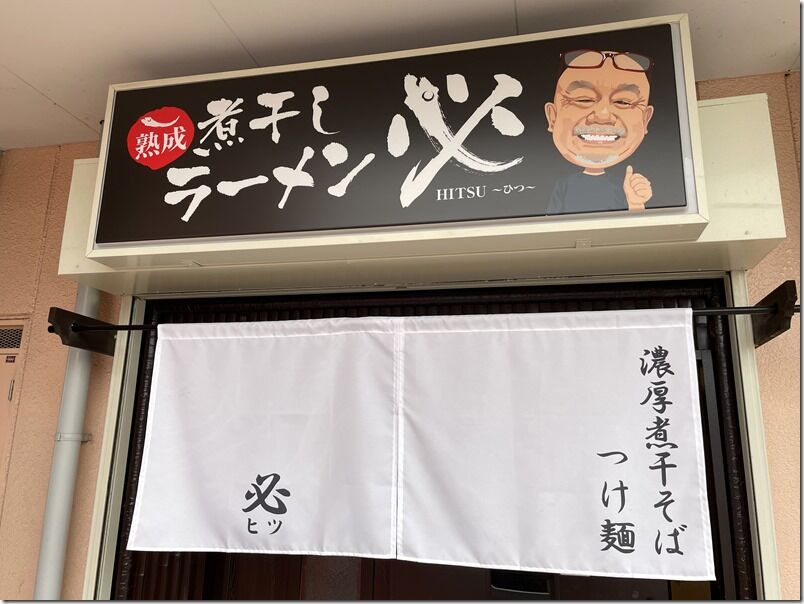 熟成
煮干し
ラーメン
必
HITSU ～ひつ～
濃厚煮干そば
つけ麺
必
ヒツ